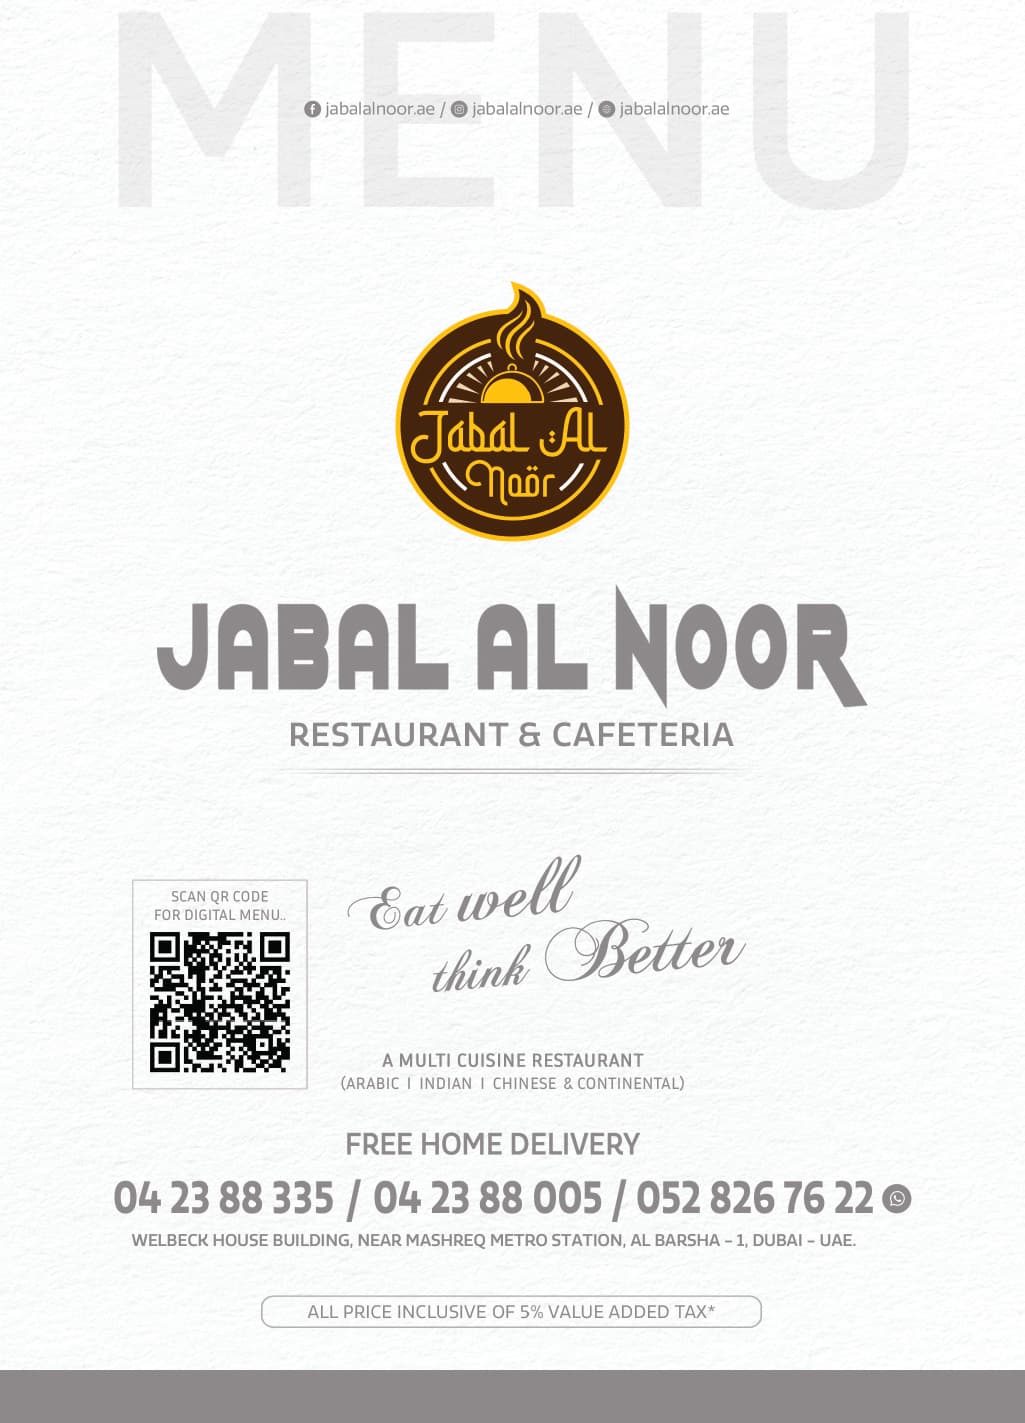 MENU
jabalalnoor.ae / jabalalnoor.ae / jabalalnoor.ae
Jabal Al
Noör
JABAL AL NOOR
RESTAURANT & CAFETERIA
SCAN QR CODE
FOR DIGITAL MENU..
Eat well
think Better
A MULTI CUISINE RESTAURANT
(ARABIC I INDIAN I CHINESE & CONTINENTAL)
FREE HOME DELIVERY
04 23 88 335 / 04 23 88 005 / 052 826 76 22
WELBECK HOUSE BUILDING, NEAR MASHREQ METRO STATION, AL BARSHA - 1, DUBAI - UAE.
ALL PRICE INCLUSIVE OF 5% VALUE ADDED TAX*